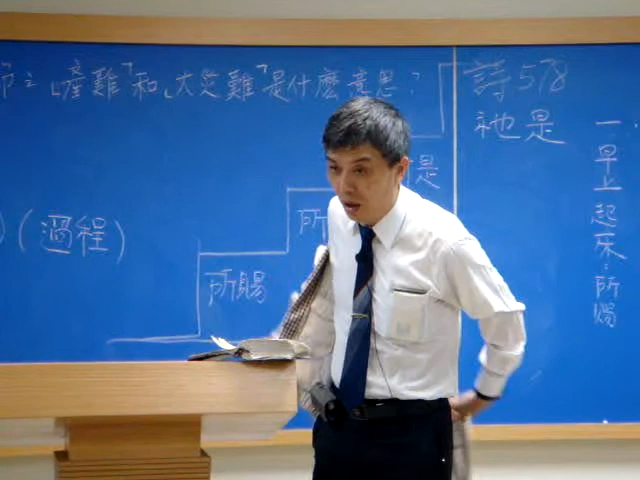 「產難」和「大災難」是什麼意思?
詩578
祂是
是
所
(過程)
所賜
一、早上起床:所賜